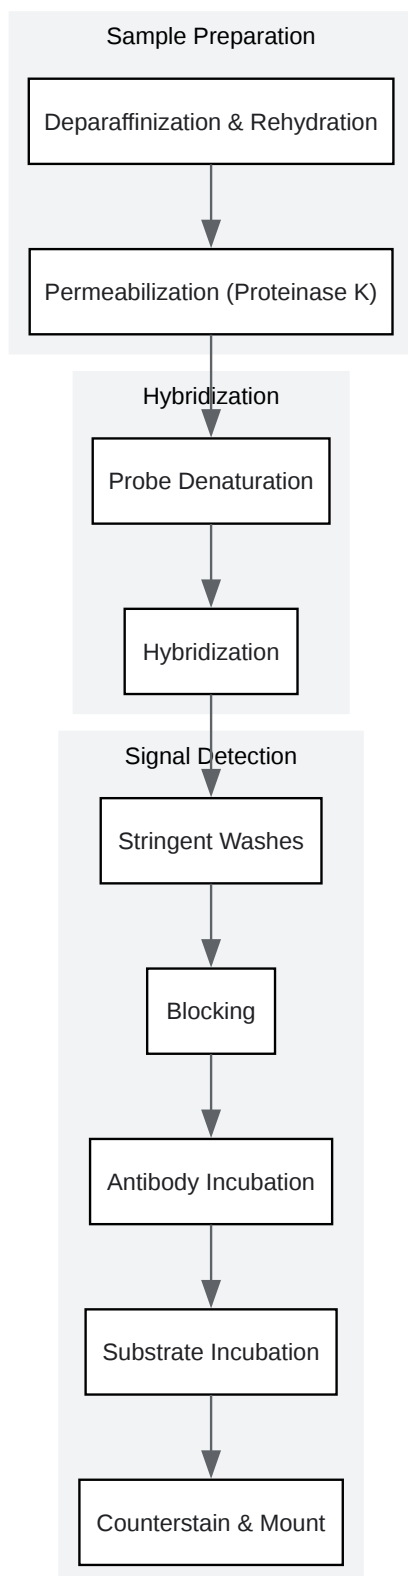 Sample Preparation
Deparaffinization & Rehydration
Permeabilization (Proteinase K)
Hybridization
Probe Denaturation
Hybridization
Signal Detection
Stringent Washes
Blocking
Antibody Incubation
Substrate Incubation
Counterstain & Mount